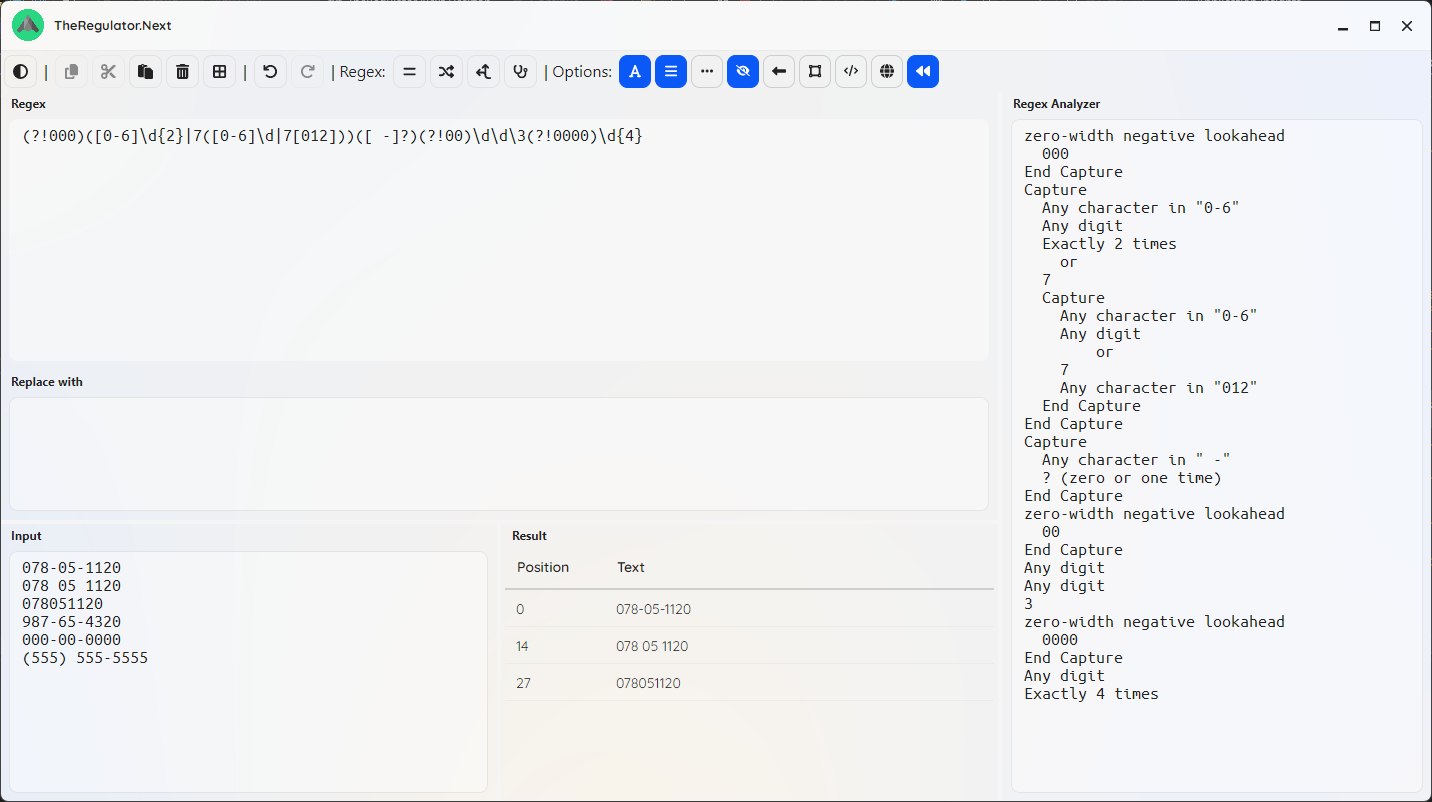 TheRegulator.Next
Regex: Options:
Regex
(?!000)([0-6]\d{2}|7([0-6]\d|7[012]))([ -]?)(?!00)\d\d\3(?!0000)\d{4}
Replace with
Input
078-05-1120
078 05 1120
078051120
987-65-4320
000-00-0000
(555) 555-5555
Result
Position Text
0 078-05-1120
14 078 05 1120
27 078051120
Regex Analyzer
zero-width negative lookahead
000
End Capture
Capture
Any character in "0-6"
Any digit
Exactly 2 times
or
7
Capture
Any character in "0-6"
Any digit
or
7
Any character in "012"
End Capture
End Capture
Capture
Any character in " -"
? (zero or one time)
End Capture
zero-width negative lookahead
00
End Capture
Any digit
Any digit
3
zero-width negative lookahead
0000
End Capture
Any digit
Exactly 4 times